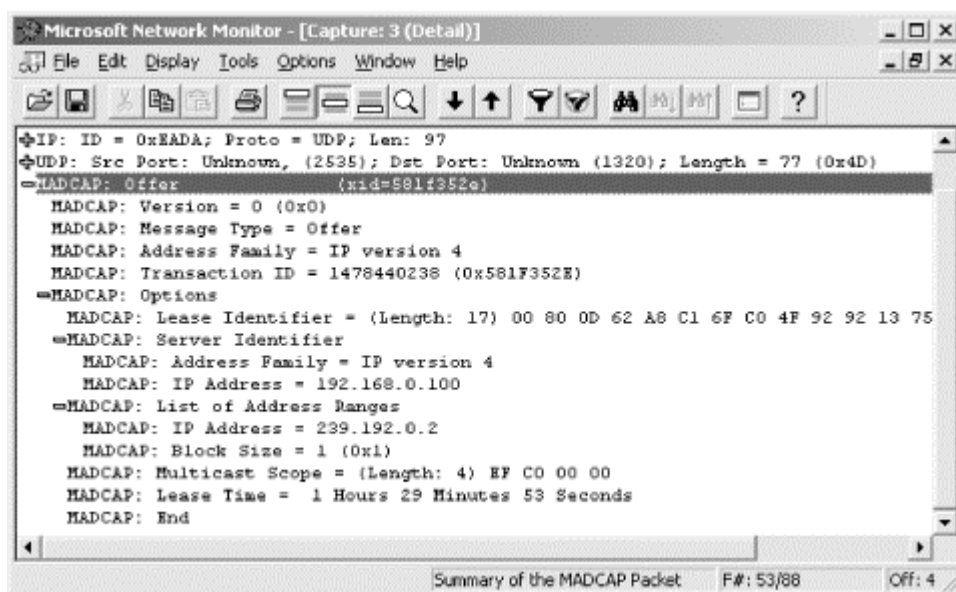 Microsoft Network Monitor - [Capture: 3 (Detail)]
File Edit Display Tools Options Window Help
IP: ID = 0xEADA; Proto = UDP; Len: 97
UDP: Src Port: Unknown, (2535); Dst Port: Unknown (1320); Length = 77 (0x4D)
MADCAP: Offer (xid=581f352e)
MADCAP: Version = 0 (0x0)
MADCAP: Message Type = Offer
MADCAP: Address Family = IP version 4
MADCAP: Transaction ID = 1478440238 (0x581F352E)
MADCAP: Options
MADCAP: Lease Identifier = (Length: 17) 00 80 0D 62 A8 C1 6F C0 4F 92 92 13 75
MADCAP: Server Identifier
MADCAP: Address Family = IP version 4
MADCAP: IP Address = 192.168.0.100
MADCAP: List of Address Ranges
MADCAP: IP Address = 239.192.0.2
MADCAP: Block Size = 1 (0x1)
MADCAP: Multicast Scope = (Length: 4) EF C0 00 00
MADCAP: Lease Time = 1 Hours 29 Minutes 53 Seconds
MADCAP: End
Summary of the MADCAP Packet F#: 53/88 Off: 4